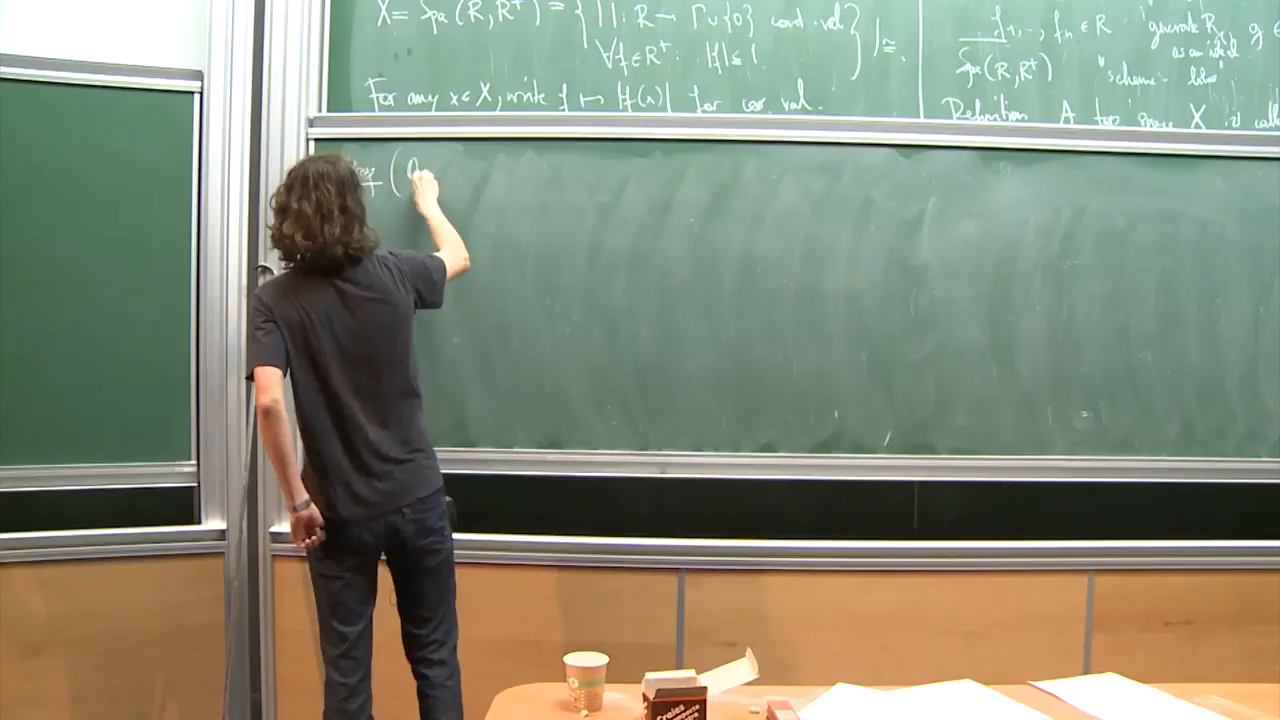 X = Spa(R, R⁺) = { | |: R → Γ∪{0} cont. val. | ∀f∈R⁺: |f| ≤ 1 } / ≅.
For any x∈X, write f ↦ |f(x)| for cor. val.
f₁, .., fₙ ∈ R "generate R, g ∈
as an ideal
Spa(R, R⁺) "scheme-like"
Definition A top. space X is called
(